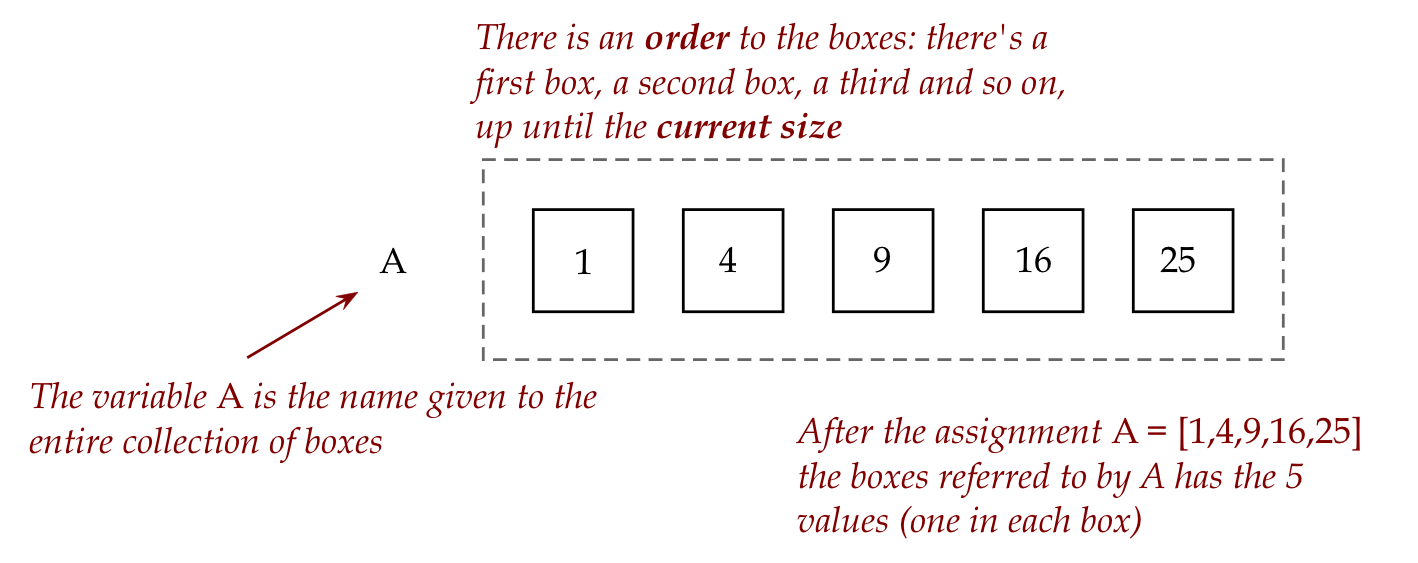 There is an order to the boxes: there's a
first box, a second box, a third and so on,
up until the current size
A
1 4 9 16 25
The variable A is the name given to the
entire collection of boxes
After the assignment A = [1,4,9,16,25]
the boxes referred to by A has the 5
values (one in each box)